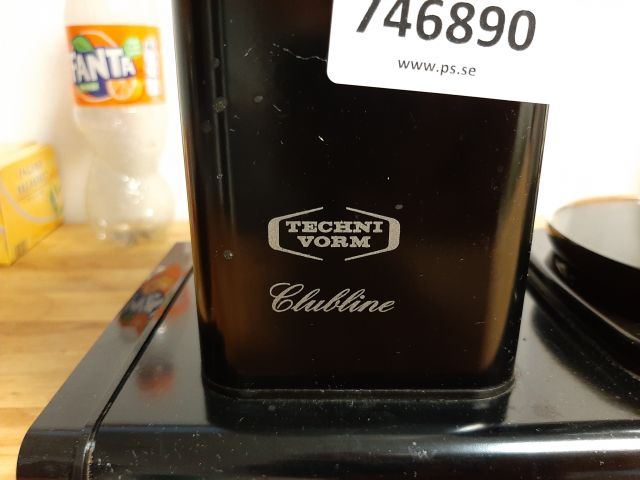 746890
www.ps.se
FANTA
TECHNI
VORM
Clubline